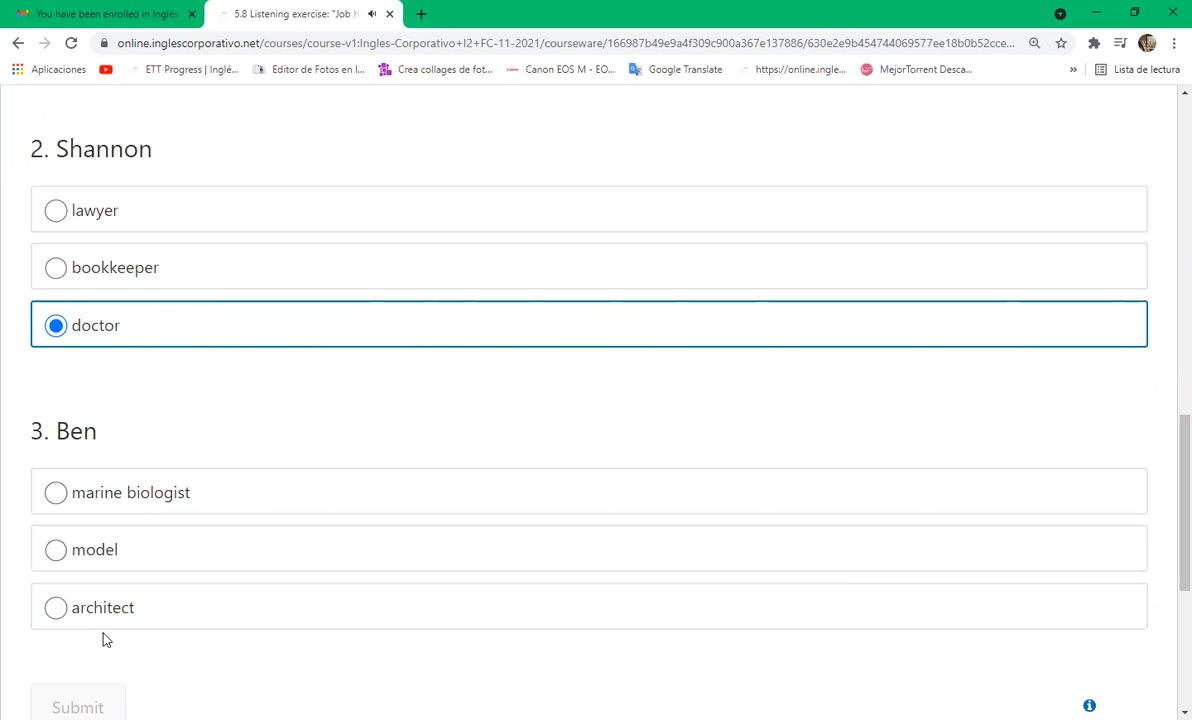 You have been enrolled in Inglés
5.8 Listening exercise: "Job h
online.inglescorporativo.net/courses/course-v1:Ingles-Corporativo+I2+FC-11-2021/courseware/166987b49e9a4f309c900a367e137886/630e2e9b454744069577ee18b0b52cce...
Aplicaciones
ETT Progress | Inglé...
Editor de Fotos en l...
Crea collages de fot...
Canon EOS M - EO...
Google Translate
https://online.ingle...
MejorTorrent Desca...
»
Lista de lectura
2. Shannon
lawyer
bookkeeper
doctor
3. Ben
marine biologist
model
architect
Submit